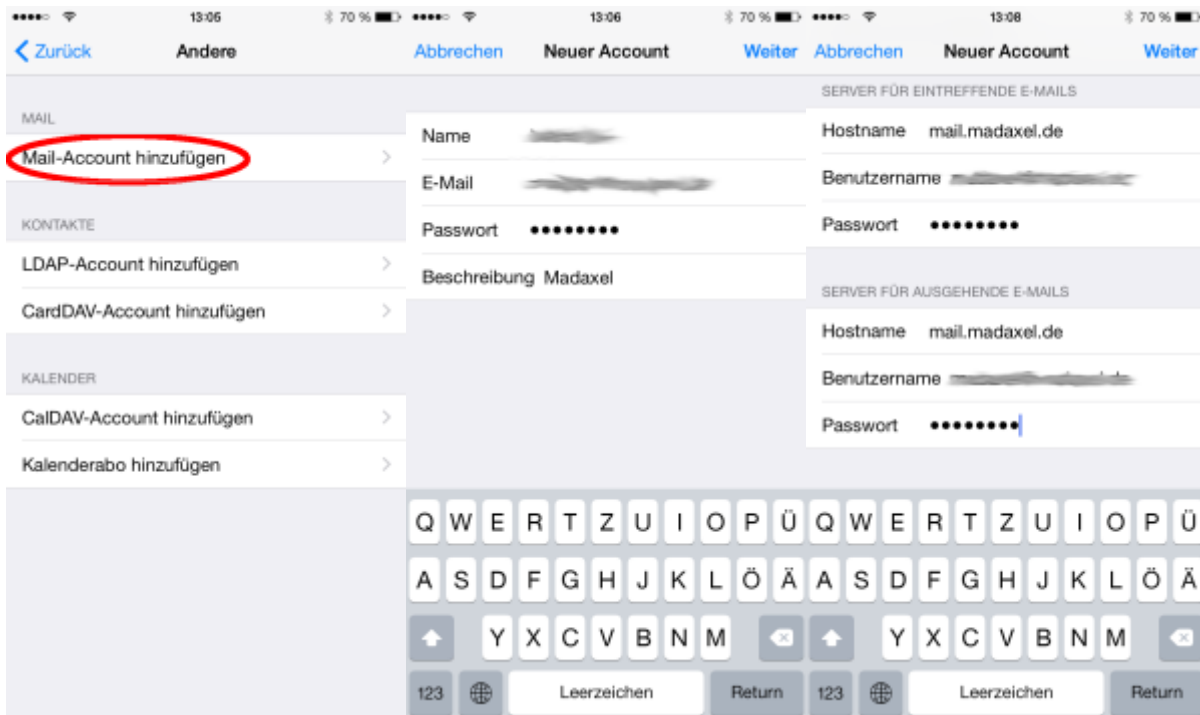 13:05 70 %
Zurück Andere
MAIL
Mail-Account hinzufügen
KONTAKTE
LDAP-Account hinzufügen
CardDAV-Account hinzufügen
KALENDER
CalDAV-Account hinzufügen
Kalenderabo hinzufügen
13:06 70 %
Abbrechen Neuer Account Weiter
Name
E-Mail
Passwort ●●●●●●●●
Beschreibung Madaxel
Q W E R T Z U I O P Ü
A S D F G H J K L Ö Ä
Y X C V B N M
123 Leerzeichen Return
13:08 70 %
Abbrechen Neuer Account Weiter
SERVER FÜR EINTREFFENDE E-MAILS
Hostname mail.madaxel.de
Benutzername
Passwort ●●●●●●●●
SERVER FÜR AUSGEHENDE E-MAILS
Hostname mail.madaxel.de
Benutzername
Passwort ●●●●●●●●
Q W E R T Z U I O P Ü
A S D F G H J K L Ö Ä
Y X C V B N M
123 Leerzeichen Return